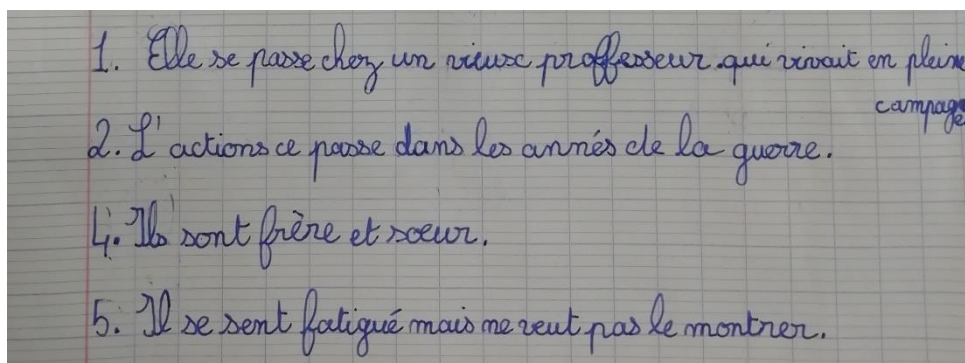 1. Elle se passe chez un vieux proffesseur qui vivait en pleine
campage
2. L'actions ce passe dans les annés de la guerre.
4. Ils sont frère et soeur.
5. Il se sent fatigué mais ne veut pas le montrer.